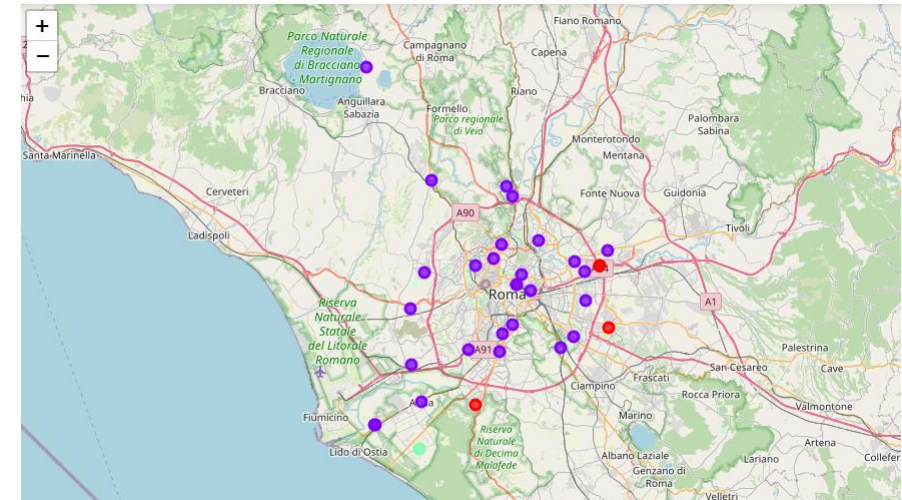 +
−
Fiano Romano
Parco Naturale
Regionale
di Bracciano
- Martignano
Campagnano
di Roma
Capena
Bracciano
Anguillara
Sabazia
Riano
Formello
Parco regionale
di Veio
Palombara
Sabina
Monterotondo
Mentana
Santa Marinella
Cerveteri
Fonte Nuova
Guidonia
A90
Tivoli
Ladispoli
Roma
A1
Riserva
Naturale
Statale
del Litorale
Romano
A91
Palestrina
San Cesareo
Cave
Frascati
Ciampino
Rocca Priora
Valmontone
Fiumicino
Marino
Riserva
Naturale
di Decima
Malafede
Lido di Ostia
Albano Laziale
Lariano
Artena
Genzano di
Roma
Velletri